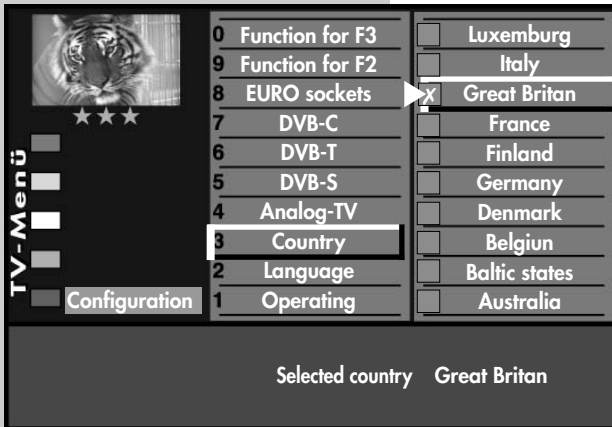 TV-Menü
Configuration
0 Function for F3
9 Function for F2
8 EURO sockets
7 DVB-C
6 DVB-T
5 DVB-S
4 Analog-TV
3 Country
2 Language
1 Operating
Luxemburg
Italy
X Great Britan
France
Finland
Germany
Denmark
Belgiun
Baltic states
Australia
Selected country Great Britan